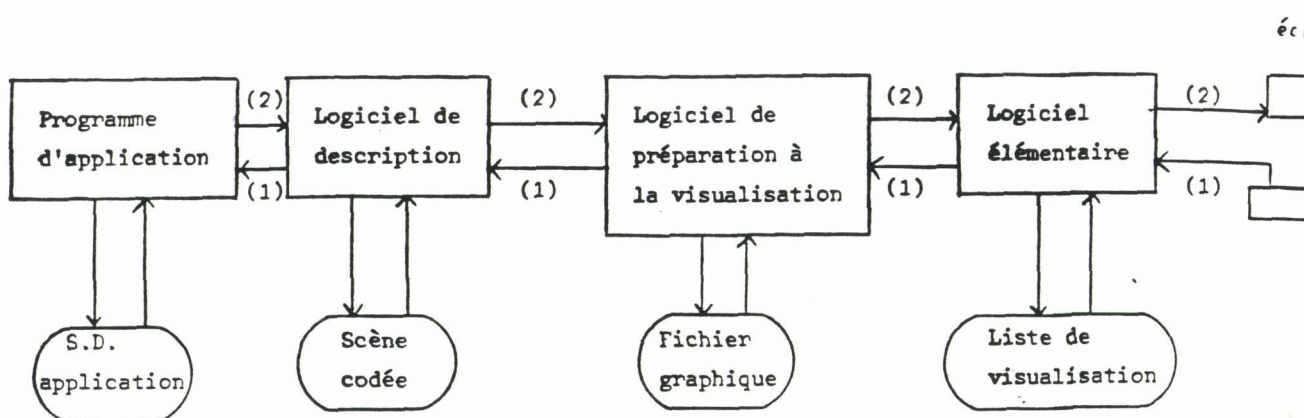 (2)
(2)
(2)
(2)
Programme
d'application
Logiciel de
description
Logiciel de
préparation à
la visualisation
Logiciel
élémentaire
(1)
(1)
(1)
(1)
S.D.
application
Scène
codée
Fichier
graphique
Liste de
visualisation